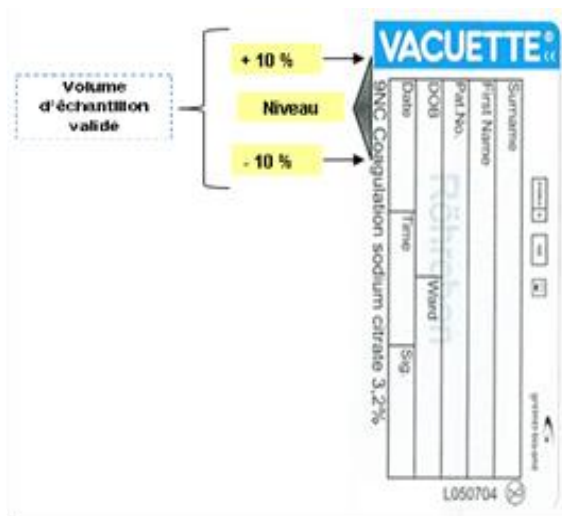 Volume
d'échantillon
validé
+ 10 %
Niveau
- 10 %
VACUETTE®
Surname
First Name
Pat.No.
DOB
Ward
Date
Time
Sig.
9NC Coagulation sodium citrate 3,2%
Röhrchen
L050704